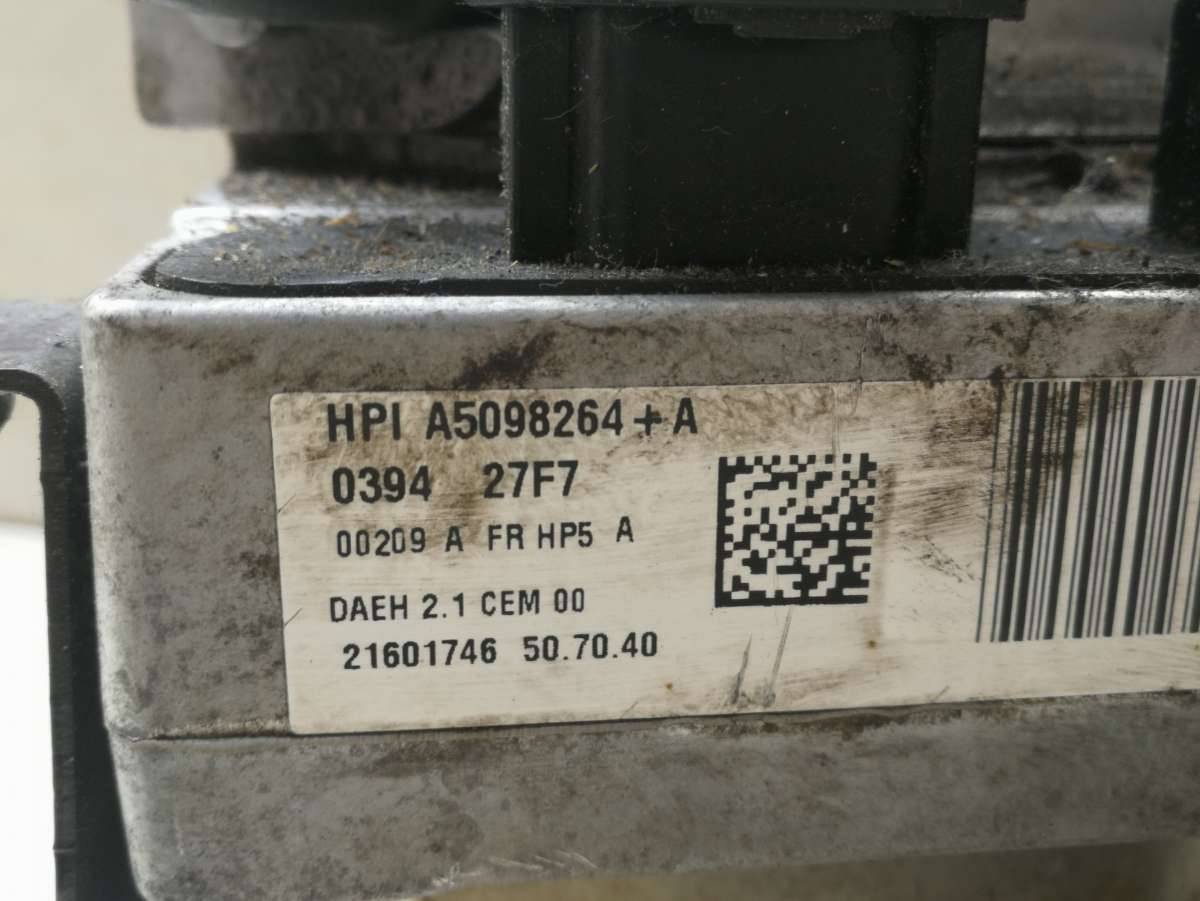 HPI A5098264+A
0394 27F7
00209 A FR HP5 A
DAEH 2.1 CEM 00
21601746 50.70.40